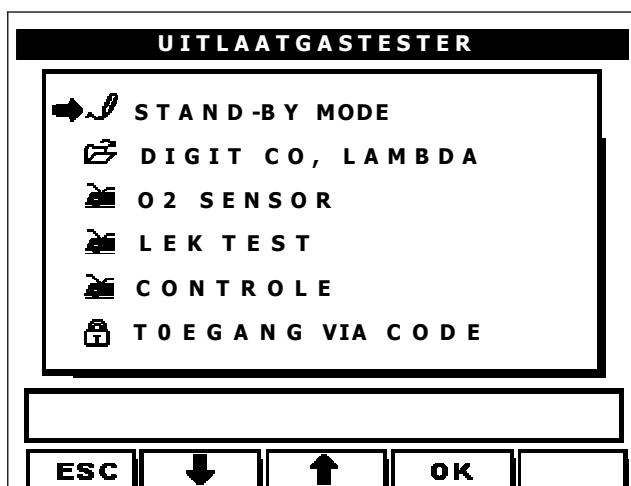 UITLAATGASTESTER
STAND-BY MODE
DIGIT CO, LAMBDA
O2 SENSOR
LEK TEST
CONTROLE
T0EGANG VIA CODE
ESC OK